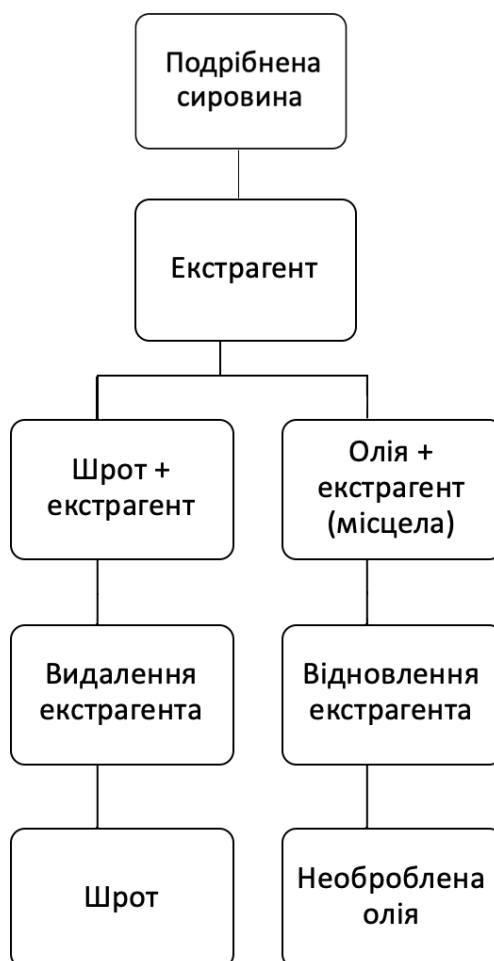 Подрібнена
сировина
Екстрагент
Шрот +
екстрагент
Олія +
екстрагент
(місцела)
Видалення
екстрагента
Відновлення
екстрагента
Шрот
Необроблена
олія